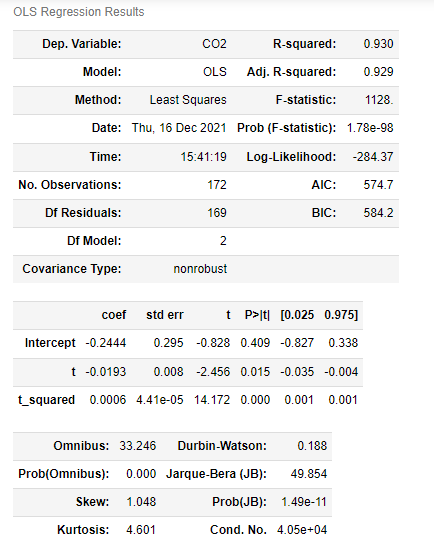 OLS Regression Results
Dep. Variable: CO2 R-squared: 0.930
Model: OLS Adj. R-squared: 0.929
Method: Least Squares F-statistic: 1128.
Date: Thu, 16 Dec 2021 Prob (F-statistic): 1.78e-98
Time: 15:41:19 Log-Likelihood: -284.37
No. Observations: 172 AIC: 574.7
Df Residuals: 169 BIC: 584.2
Df Model: 2
Covariance Type: nonrobust
coef std err t P>|t| [0.025 0.975]
Intercept -0.2444 0.295 -0.828 0.409 -0.827 0.338
t -0.0193 0.008 -2.456 0.015 -0.035 -0.004
t_squared 0.0006 4.41e-05 14.172 0.000 0.001 0.001
Omnibus: 33.246 Durbin-Watson: 0.188
Prob(Omnibus): 0.000 Jarque-Bera (JB): 49.854
Skew: 1.048 Prob(JB): 1.49e-11
Kurtosis: 4.601 Cond. No. 4.05e+04